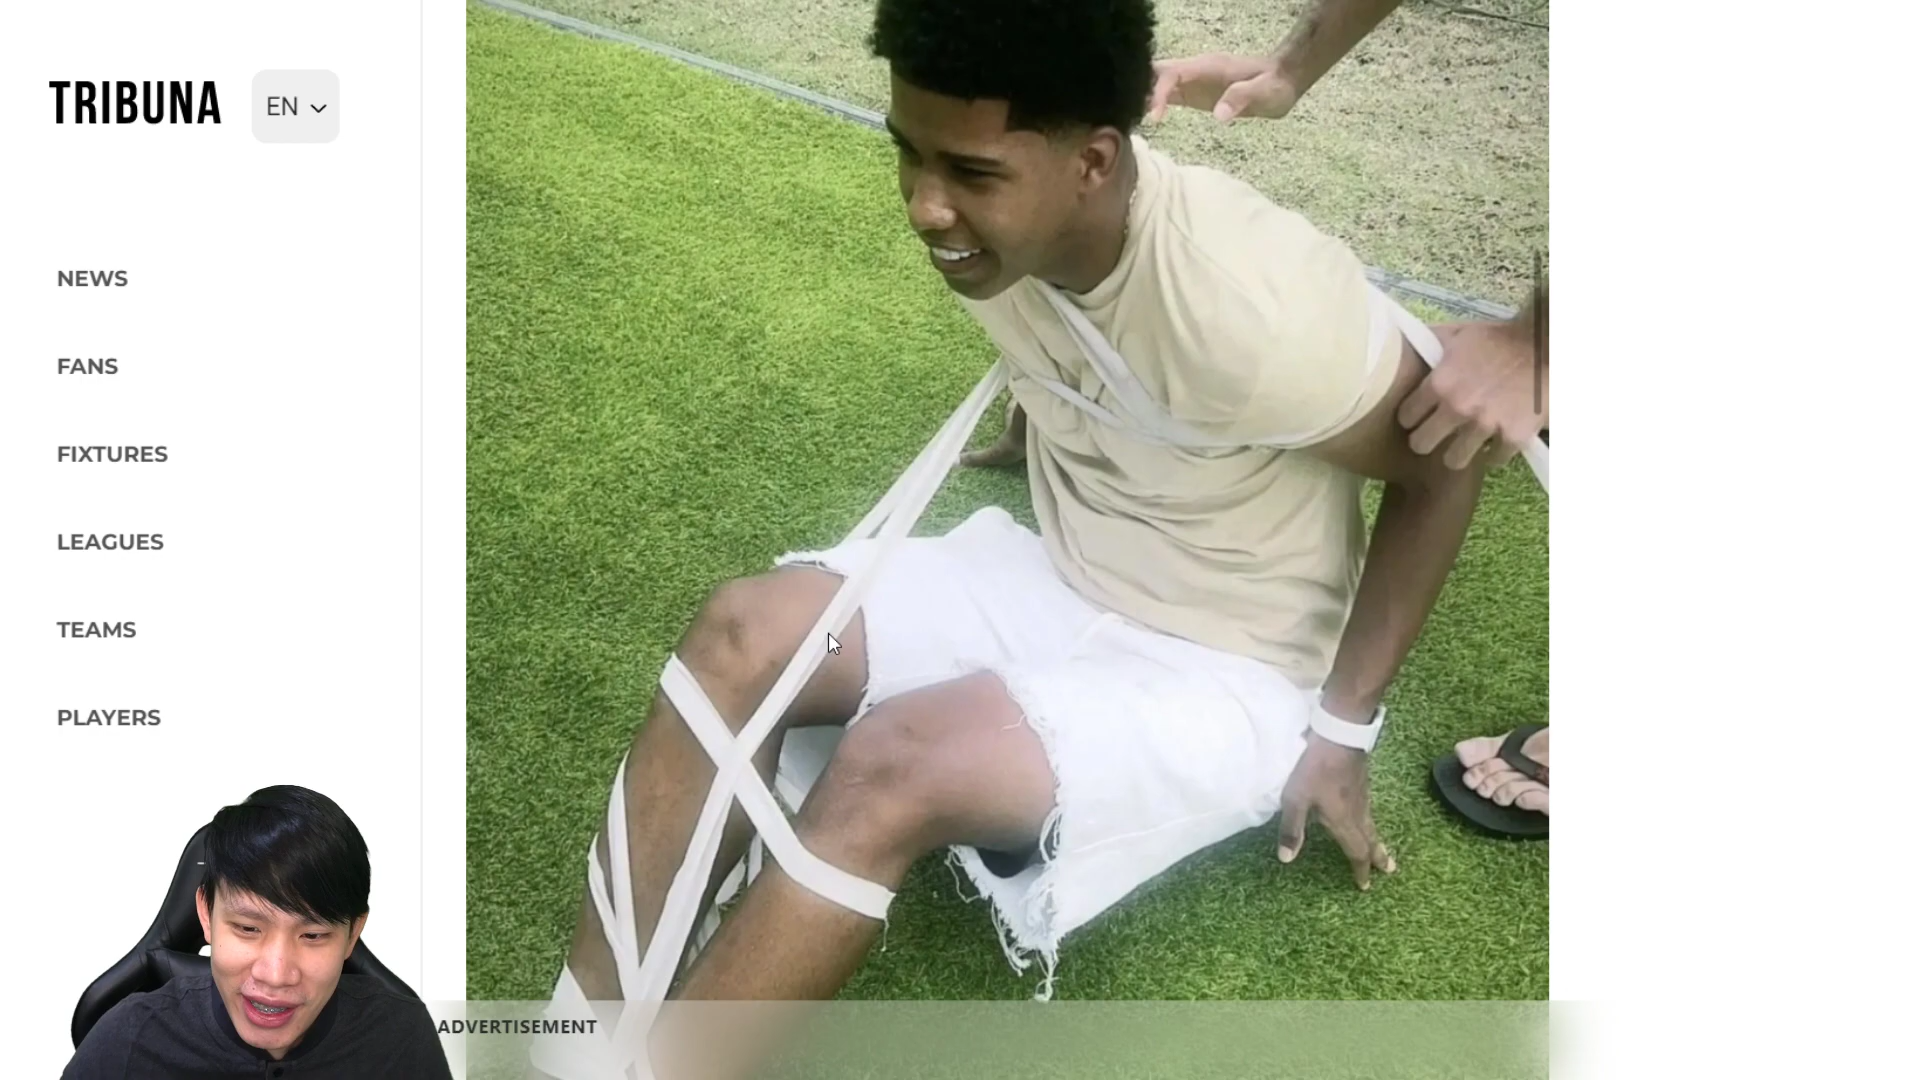 TRIBUNA
EN
NEWS
FANS
FIXTURES
LEAGUES
TEAMS
PLAYERS
ADVERTISEMENT